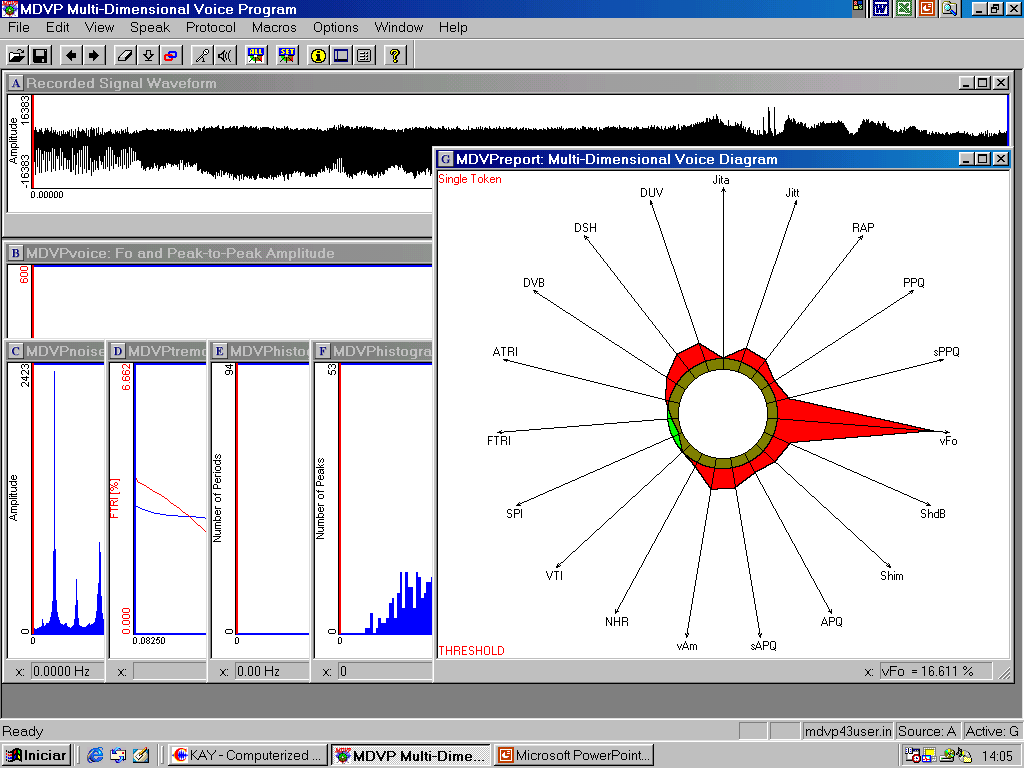 MDVP Multi-Dimensional Voice Program
File Edit View Speak Protocol Macros Options Window Help
ALL SET
A Recorded Signal Waveform
16383
Amplitude
-16383
0.00000
G MDVPreport: Multi-Dimensional Voice Diagram
Single Token
Jita
DUV
Jitt
DSH
RAP
DVB
PPQ
ATRI
sPPQ
FTRI
vFo
SPI
ShdB
VTI
Shim
NHR
APQ
vAm
sAPQ
THRESHOLD
x: vFo = 16.611 %
B MDVPvoice: Fo and Peak-to-Peak Amplitude
600
C MDVPnoise
2423
Amplitude
0
0
x: 0.0000 Hz
D MDVPtremo
6.662
FTRI [%]
0.000
0.08250
x:
E MDVPhisto
94
Number of Periods
0
0
x: 0.00 Hz
F MDVPhistogra
53
Number of Peaks
0
0
x: 0
Ready
mdvp43user.in Source: A Active: G
Iniciar KAY - Computerized ... MDVP Multi-Dime... Microsoft PowerPoint... 14:05